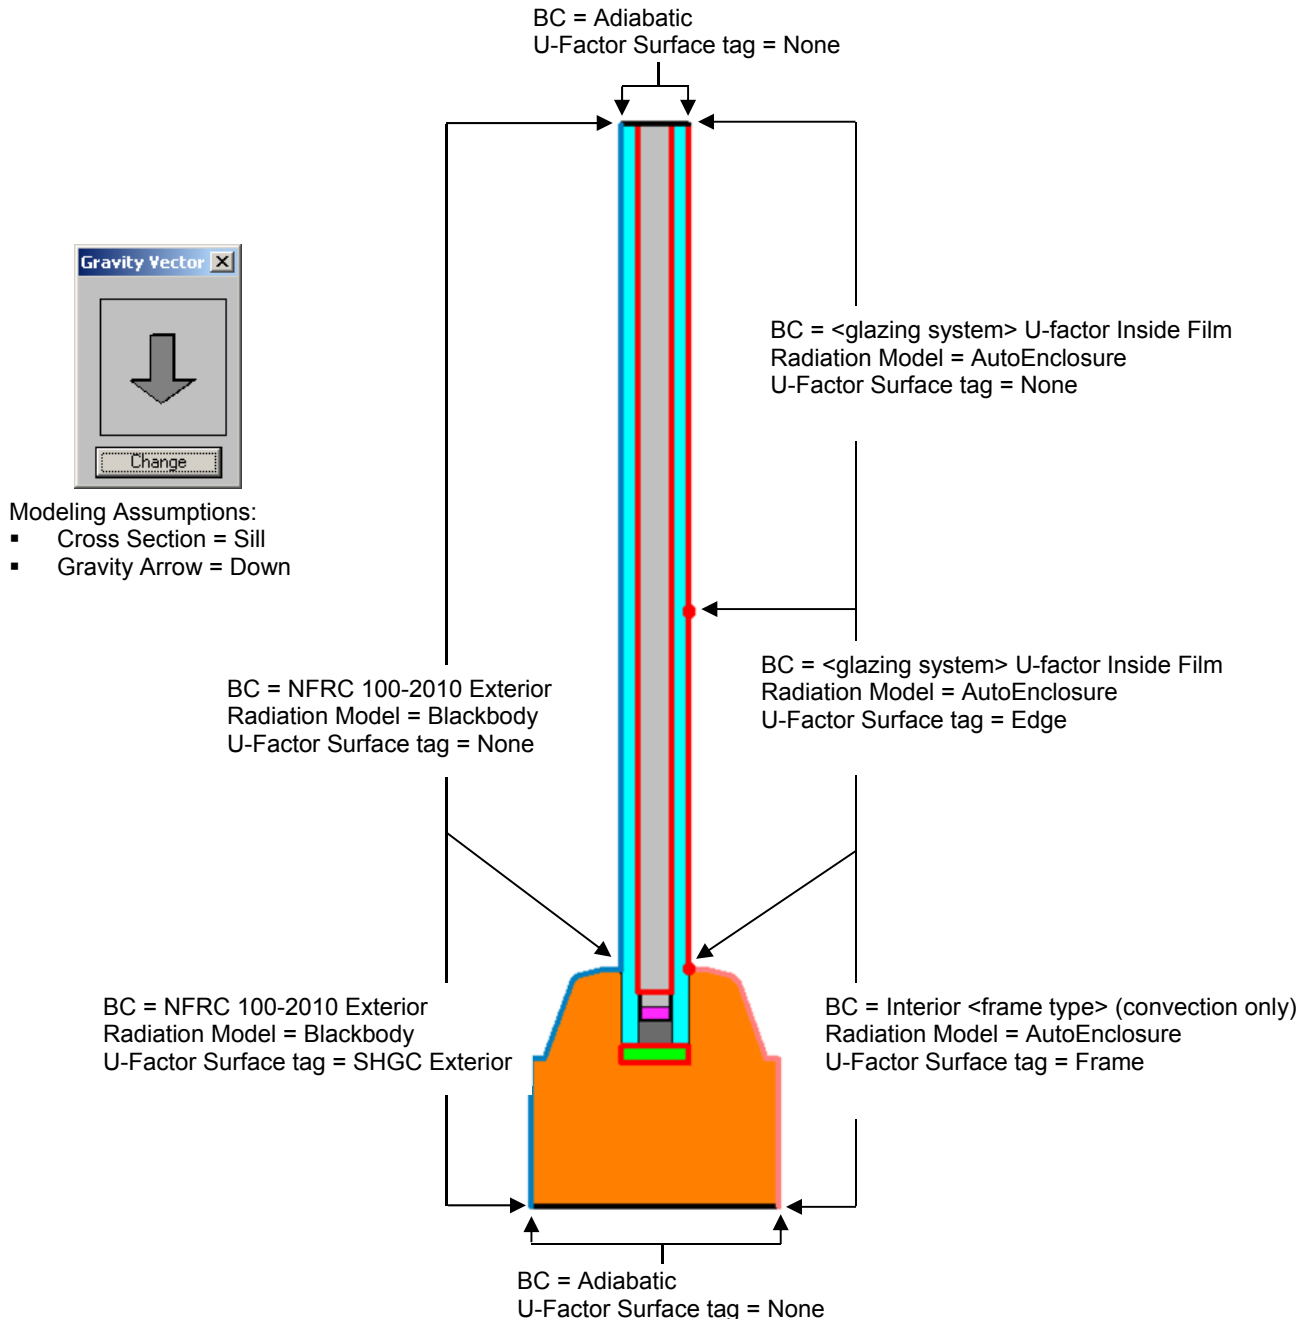 BC = Adiabatic
U-Factor Surface tag = None
Gravity Vector
Change
Modeling Assumptions:
▪ Cross Section = Sill
▪ Gravity Arrow = Down
BC = <glazing system> U-factor Inside Film
Radiation Model = AutoEnclosure
U-Factor Surface tag = None
BC = NFRC 100-2010 Exterior
Radiation Model = Blackbody
U-Factor Surface tag = None
BC = <glazing system> U-factor Inside Film
Radiation Model = AutoEnclosure
U-Factor Surface tag = Edge
BC = NFRC 100-2010 Exterior
Radiation Model = Blackbody
U-Factor Surface tag = SHGC Exterior
BC = Interior <frame type> (convection only)
Radiation Model = AutoEnclosure
U-Factor Surface tag = Frame
BC = Adiabatic
U-Factor Surface tag = None